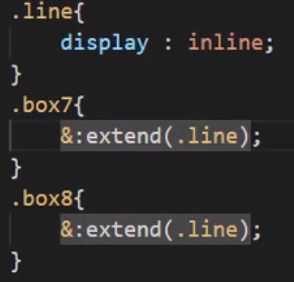 .line{
    display : inline;
}
.box7{
    &:extend(.line);
}
.box8{
    &:extend(.line);
}